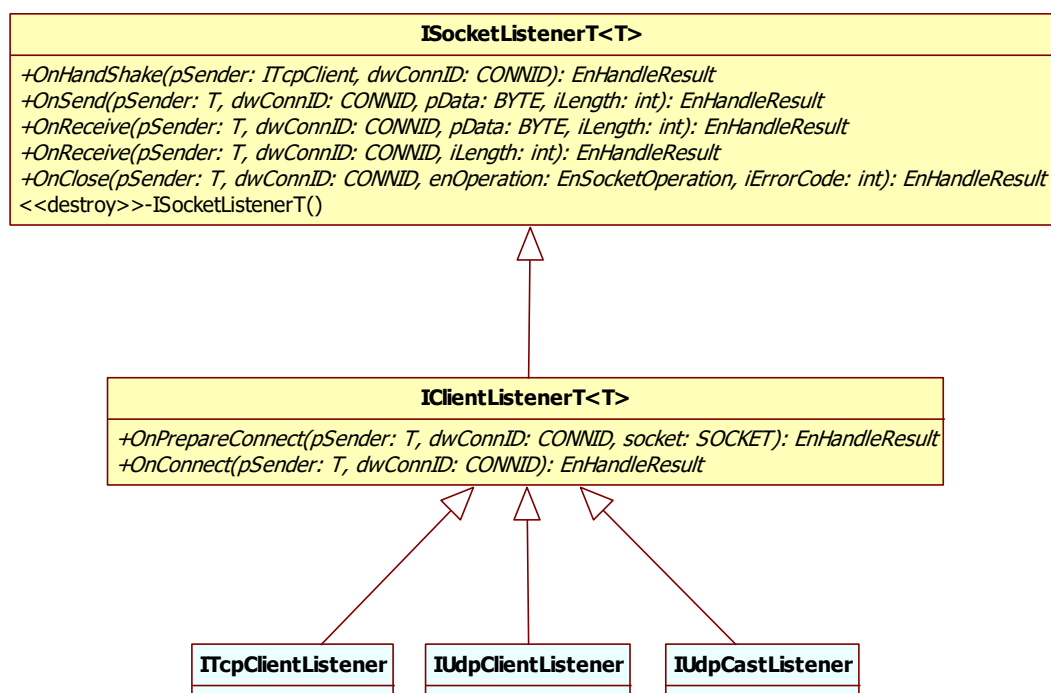 ISocketListenerT<T>
+OnHandShake(pSender: ITcpClient, dwConnID: CONNID): EnHandleResult
+OnSend(pSender: T, dwConnID: CONNID, pData: BYTE, iLength: int): EnHandleResult
+OnReceive(pSender: T, dwConnID: CONNID, pData: BYTE, iLength: int): EnHandleResult
+OnReceive(pSender: T, dwConnID: CONNID, iLength: int): EnHandleResult
+OnClose(pSender: T, dwConnID: CONNID, enOperation: EnSocketOperation, iErrorCode: int): EnHandleResult
<<destroy>>-ISocketListenerT()
IClientListenerT<T>
+OnPrepareConnect(pSender: T, dwConnID: CONNID, socket: SOCKET): EnHandleResult
+OnConnect(pSender: T, dwConnID: CONNID): EnHandleResult
ITcpClientListener IUdpClientListener IUdpCastListener